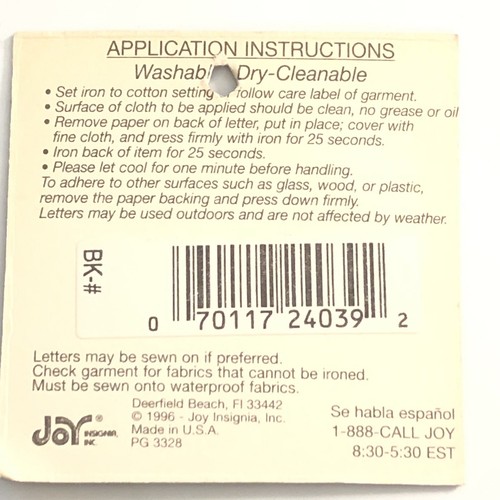 APPLICATION INSTRUCTIONS
Washabl Dry-Cleanable
• Set iron to cotton setting follow care label of garment.
• Surface of cloth to be applied should be clean, no grease or oil
• Remove paper on back of letter, put in place; cover with
fine cloth, and press firmly with iron for 25 seconds.
• Iron back of item for 25 seconds.
• Please let cool for one minute before handling.
To adhere to other surfaces such as glass, wood, or plastic,
remove the paper backing and press down firmly.
Letters may be used outdoors and are not affected by weather.
BK-#
0 70117 24039 2
Letters may be sewn on if preferred.
Check garment for fabrics that cannot be ironed.
Must be sewn onto waterproof fabrics.
JOY® INSIGNIA, INC.
Deerfield Beach, Fl 33442
© 1996 - Joy Insignia, Inc.
Made in U.S.A.
PG 3328
Se habla español
1-888-CALL JOY
8:30-5:30 EST